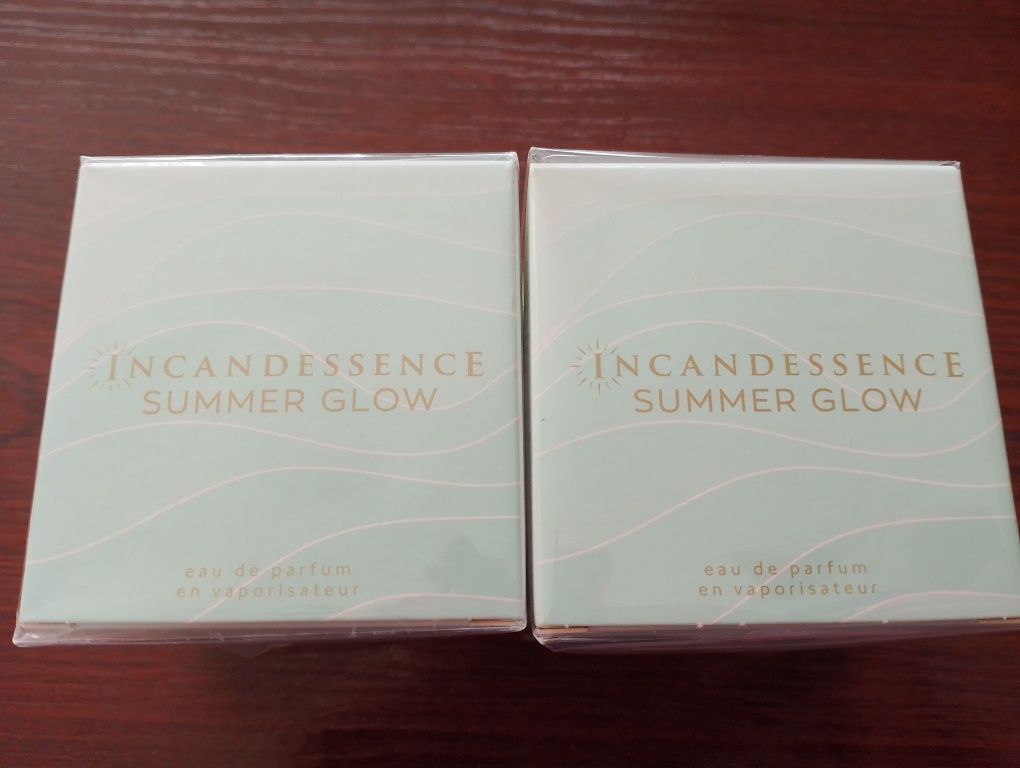 INCANDESSENCE
SUMMER GLOW
eau de parfum
en vaporisateur
INCANDESSENCE
SUMMER GLOW
eau de parfum
en vaporisateur